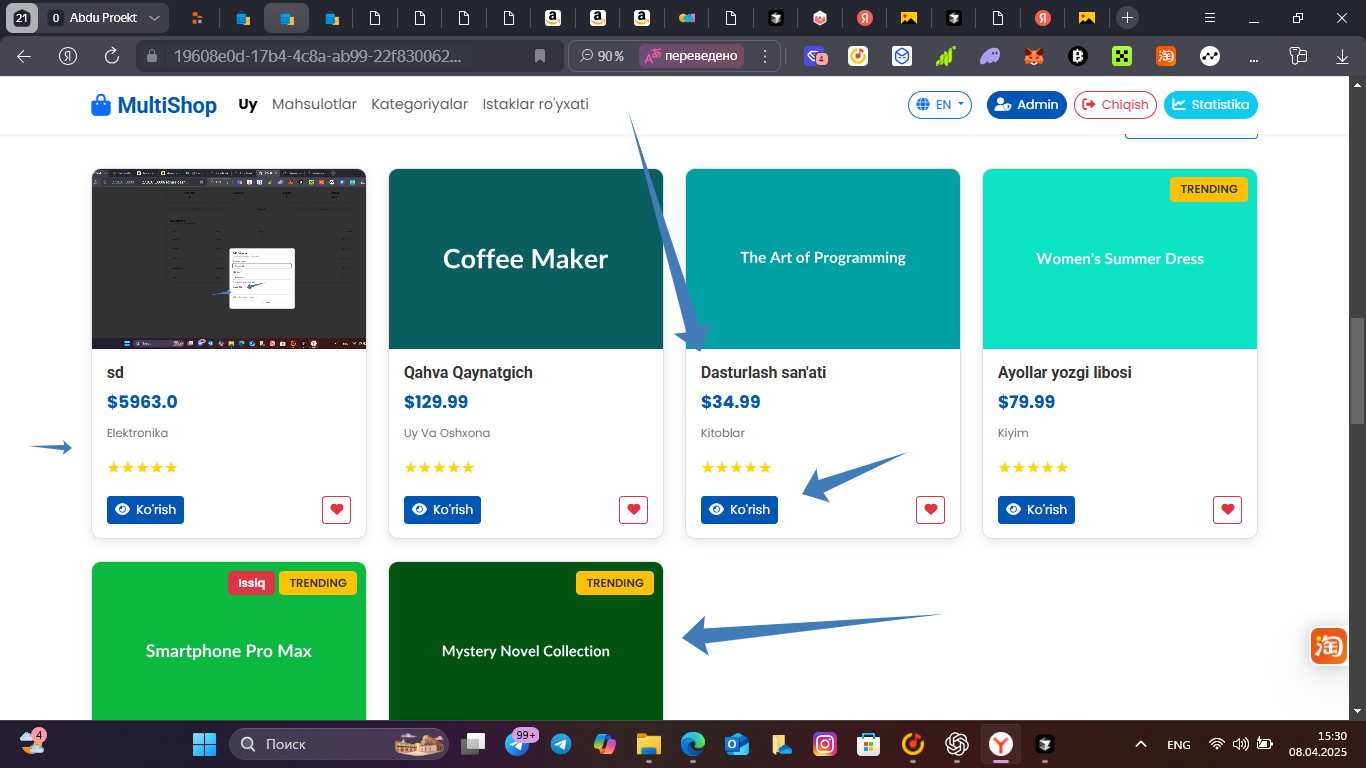 21
0 Abdu Proekt
19608e0d-17b4-4c8a-ab99-22f830062...
90 %
переведено
4
MultiShop
Uy
Mahsulotlar
Kategoriyalar
Istaklar ro'yxati
EN
Admin
Chiqish
Statistika
Coffee Maker
The Art of Programming
TRENDING
Women's Summer Dress
sd
Qahva Qaynatgich
Dasturlash san'ati
Ayollar yozgi libosi
$5963.0
$129.99
$34.99
$79.99
Elektronika
Uy Va Oshxona
Kitoblar
Kiyim
★★★★★
★★★★★
★★★★★
★★★★★
Ko'rish
Ko'rish
Ko'rish
Ko'rish
Issiq
TRENDING
TRENDING
Smartphone Pro Max
Mystery Novel Collection
淘
4
Поиск
99+
ENG
15:30
08.04.2025